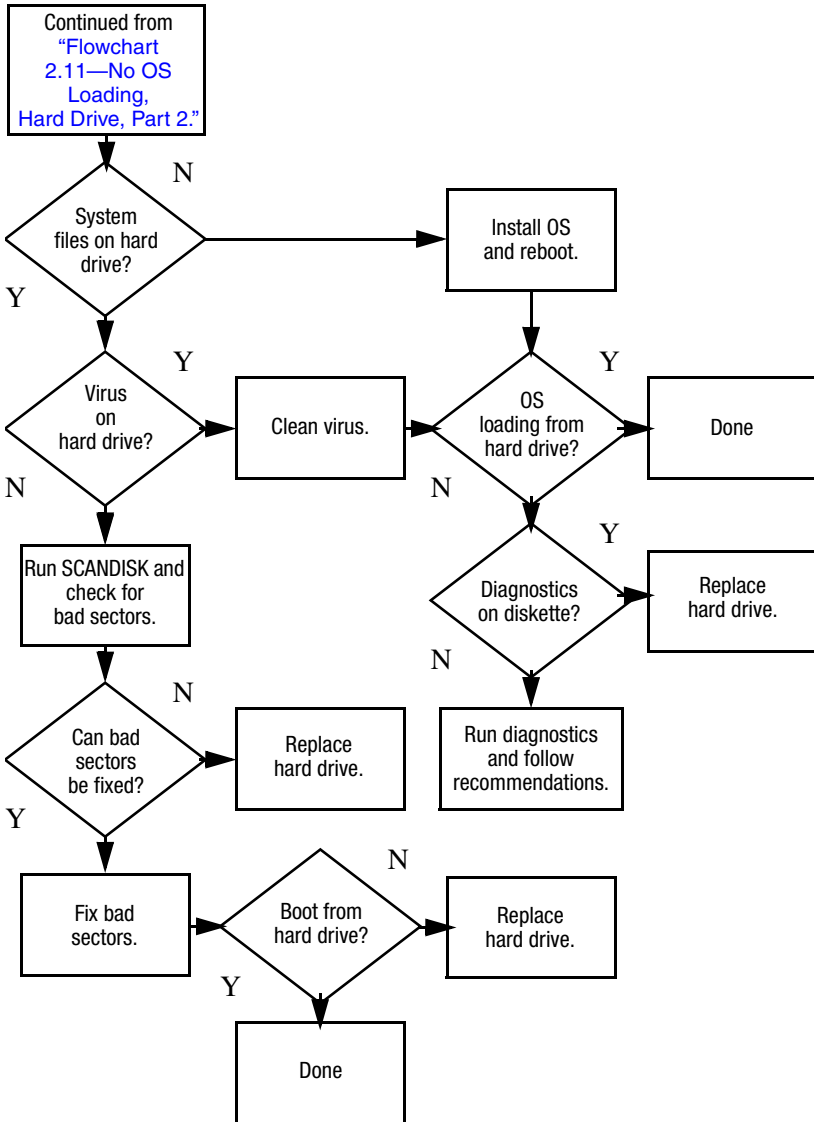 Continued from
“Flowchart
2.11—No OS
Loading,
Hard Drive, Part 2.”
N
System
files on hard
drive?
Install OS
and reboot.
Y
Y
Y
Virus
on
hard drive?
Clean virus.
OS
loading from
hard drive?
Done
N
N
Y
Run SCANDISK and
check for
bad sectors.
Diagnostics
on diskette?
Replace
hard drive.
N
N
Can bad
sectors
be fixed?
Replace
hard drive.
Run diagnostics
and follow
recommendations.
Y
N
Fix bad
sectors.
Boot from
hard drive?
Replace
hard drive.
Y
Done